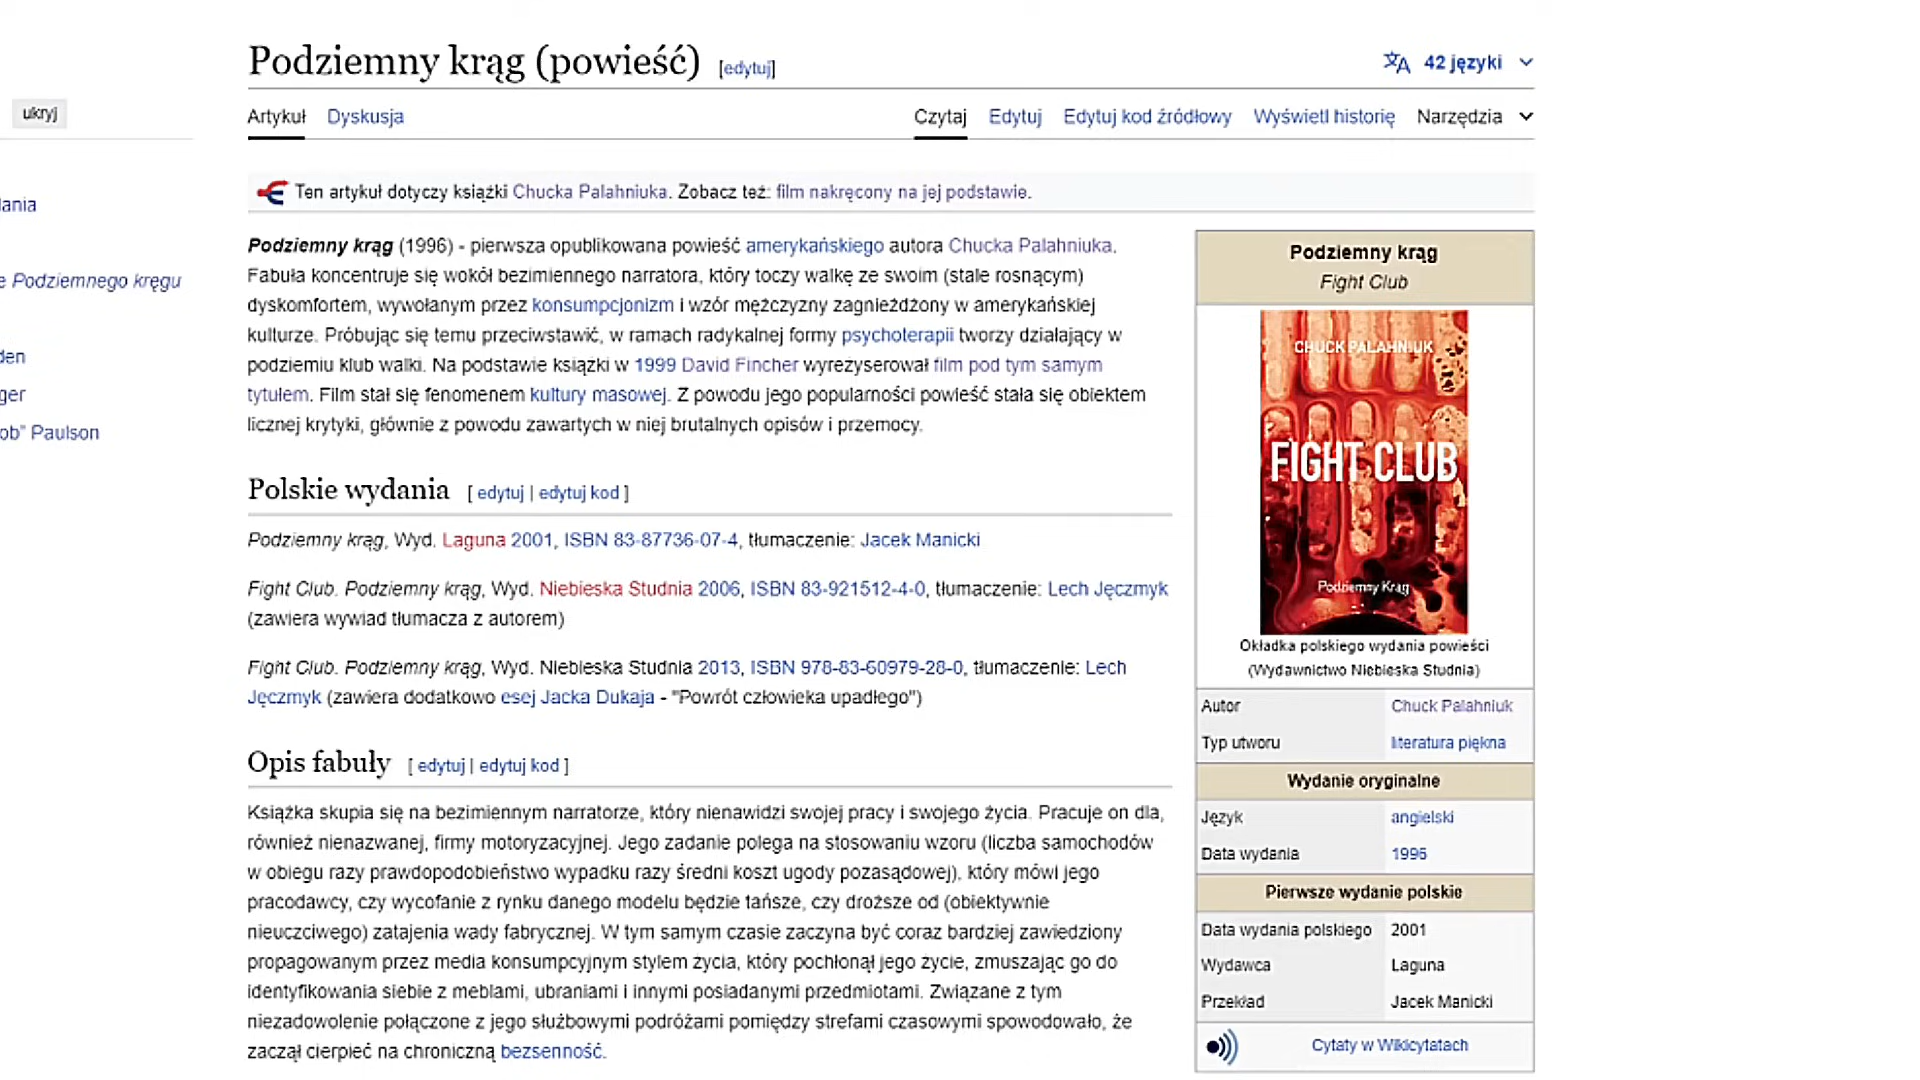 Podziemny krąg (powieść) [edytuj]
42 języki
ukryj
Artykuł Dyskusja
Czytaj Edytuj Edytuj kod źródłowy Wyświetl historię Narzędzia
Ten artykuł dotyczy książki Chucka Palahniuka. Zobacz też: film nakręcony na jej podstawie.
ania
e Podziemnego kręgu
den
ger
ob" Paulson
Podziemny krąg (1996) - pierwsza opublikowana powieść amerykańskiego autora Chucka Palahniuka.
Fabuła koncentruje się wokół bezimiennego narratora, który toczy walkę ze swoim (stale rosnącym)
dyskomfortem, wywołanym przez konsumpcjonizm i wzór mężczyzny zagnieżdżony w amerykańskiej
kulturze. Próbując się temu przeciwstawić, w ramach radykalnej formy psychoterapii tworzy działający w
podziemiu klub walki. Na podstawie książki w 1999 David Fincher wyreżyserował film pod tym samym
tytułem. Film stał się fenomenem kultury masowej. Z powodu jego popularności powieść stała się obiektem
licznej krytyki, głównie z powodu zawartych w niej brutalnych opisów i przemocy.
Polskie wydania [ edytuj | edytuj kod ]
Podziemny krąg, Wyd. Laguna 2001, ISBN 83-87736-07-4, tłumaczenie: Jacek Manicki
Fight Club. Podziemny krąg, Wyd. Niebieska Studnia 2006, ISBN 83-921512-4-0, tłumaczenie: Lech Jęczmyk
(zawiera wywiad tłumacza z autorem)
Fight Club. Podziemny krąg, Wyd. Niebieska Studnia 2013, ISBN 978-83-60979-28-0, tłumaczenie: Lech
Jęczmyk (zawiera dodatkowo esej Jacka Dukaja - "Powrót człowieka upadłego")
Opis fabuły [ edytuj | edytuj kod ]
Książka skupia się na bezimiennym narratorze, który nienawidzi swojej pracy i swojego życia. Pracuje on dla,
również nienazwanej, firmy motoryzacyjnej. Jego zadanie polega na stosowaniu wzoru (liczba samochodów
w obiegu razy prawdopodobieństwo wypadku razy średni koszt ugody pozasądowej), który mówi jego
pracodawcy, czy wycofanie z rynku danego modelu będzie tańsze, czy droższe od (obiektywnie
nieuczciwego) zatajenia wady fabrycznej. W tym samym czasie zaczyna być coraz bardziej zawiedziony
propagowanym przez media konsumpcyjnym stylem życia, który pochłonął jego życie, zmuszając go do
identyfikowania siebie z meblami, ubraniami i innymi posiadanymi przedmiotami. Związane z tym
niezadowolenie połączone z jego służbowymi podróżami pomiędzy strefami czasowymi spowodowało, że
zaczął cierpieć na chroniczną bezsenność.
Podziemny krąg
Fight Club
CHUCK PALAHNIUK
FIGHT CLUB
Podziemny Krąg
Okładka polskiego wydania powieści
(Wydawnictwo Niebieska Studnia)
Autor Chuck Palahniuk
Typ utworu literatura piękna
Wydanie oryginalne
Język angielski
Data wydania 1996
Pierwsze wydanie polskie
Data wydania polskiego 2001
Wydawca Laguna
Przekład Jacek Manicki
Cytaty w Wikicytatach